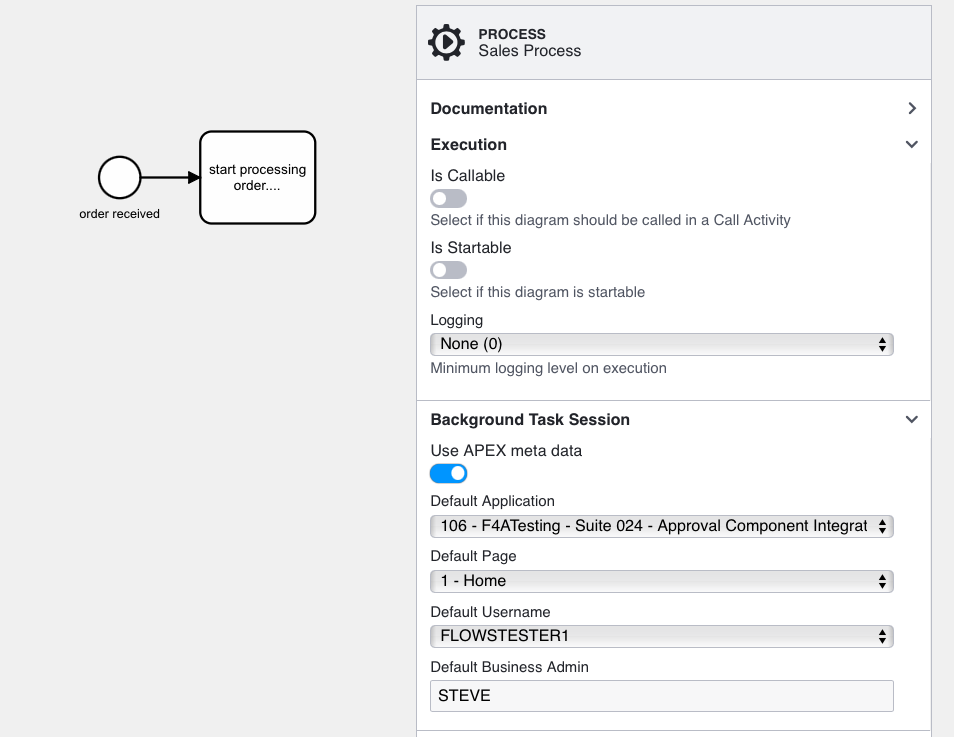 order received
start processing
order....
PROCESS
Sales Process
Documentation
Execution
Is Callable
Select if this diagram should be called in a Call Activity
Is Startable
Select if this diagram is startable
Logging
None (0)
Minimum logging level on execution
Background Task Session
Use APEX meta data
Default Application
106 - F4ATesting - Suite 024 - Approval Component Integrat
Default Page
1 - Home
Default Username
FLOWSTESTER1
Default Business Admin
STEVE